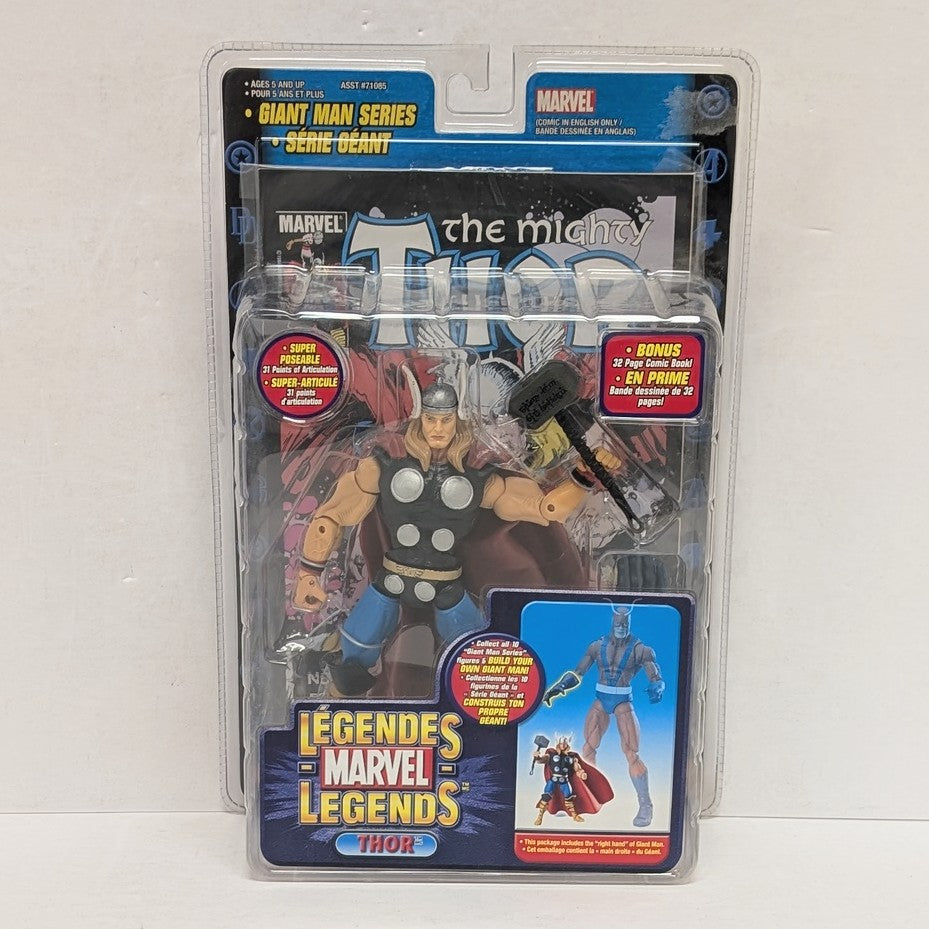 • AGES 5 AND UP
ASST #71085
• POUR 5 ANS ET PLUS
• GIANT MAN SERIES
• SÉRIE GÉANT
MARVEL
(COMIC IN ENGLISH ONLY /
BANDE DESSINÉE EN ANGLAIS)
MARVEL
THE MIGHTY
THOR
• SUPER
POSEABLE
31 Points of Articulation
• SUPER-ARTICULÉ
31 points
d'articulation
• BONUS
32 Page Comic Book!
• EN PRIME
Bande dessinée de 32
pages!
• Collect all 10
"Giant Man Series"
figures & BUILD YOUR
OWN GIANT MAN!
• Collectionne les 10
figurines de la
« Série Géant » et
CONSTRUIS TON
PROPRE
GÉANT!
LÉGENDES
MARVEL
LEGENDS
THOR
• This package includes the "right hand" of Giant Man.
• Cet emballage contient la « main droite » du Géant.